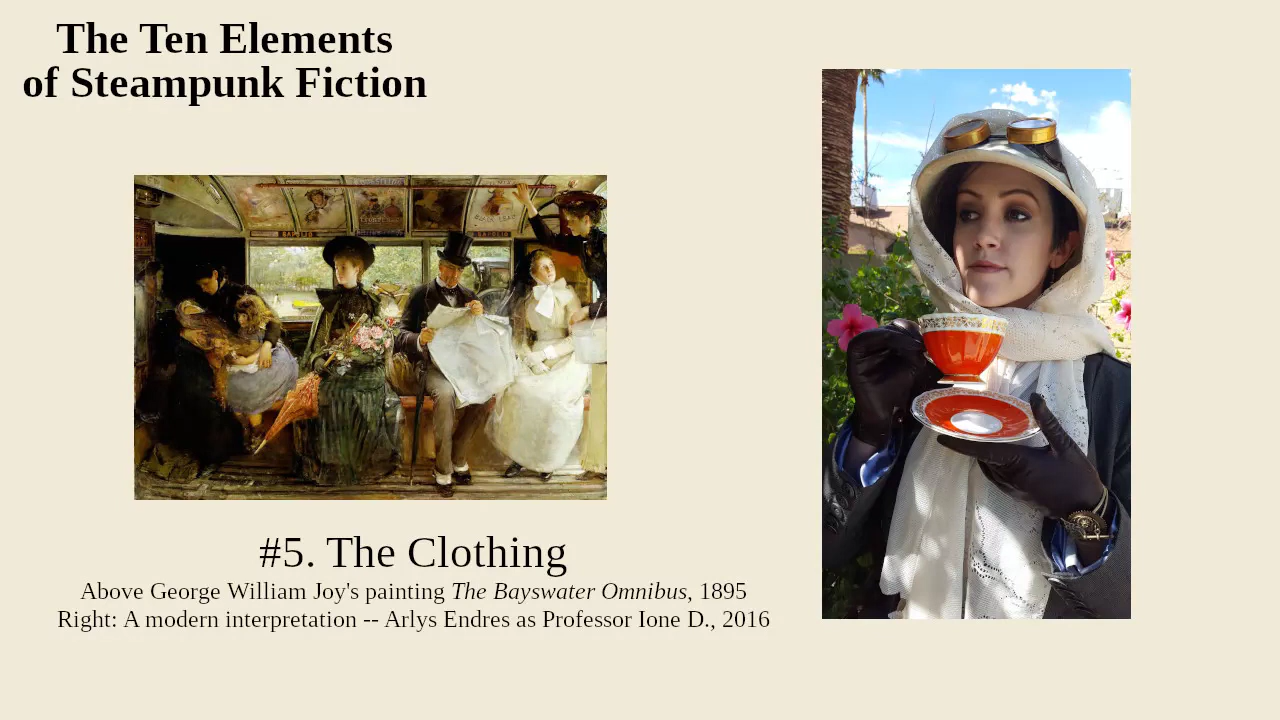 The Ten Elements
of Steampunk Fiction
#5. The Clothing
Above George William Joy's painting The Bayswater Omnibus, 1895
Right: A modern interpretation -- Arlys Endres as Professor Ione D., 2016